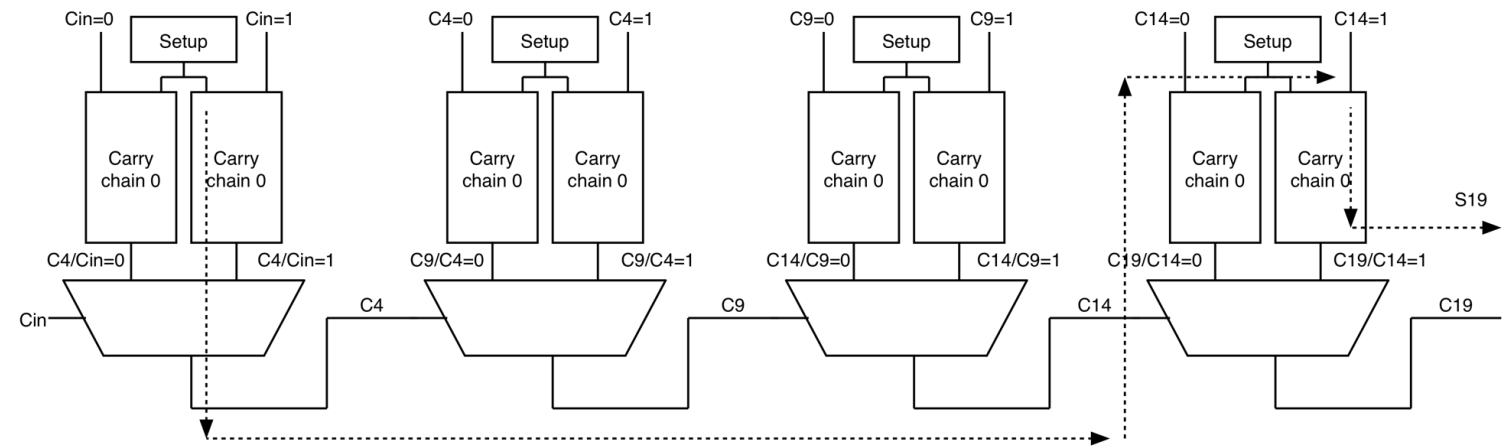 Cin=0 Cin=1 C4=0 C4=1 C9=0 C9=1 C14=0 C14=1
Setup Setup Setup Setup
Carry Carry Carry Carry Carry Carry Carry Carry
chain 0 chain 0 chain 0 chain 0 chain 0 chain 0 chain 0 chain 0
S19
C4/Cin=0 C4/Cin=1 C9/C4=0 C9/C4=1 C14/C9=0 C14/C9=1 C19/C14=0 C19/C14=1
Cin C4 C9 C14 C19